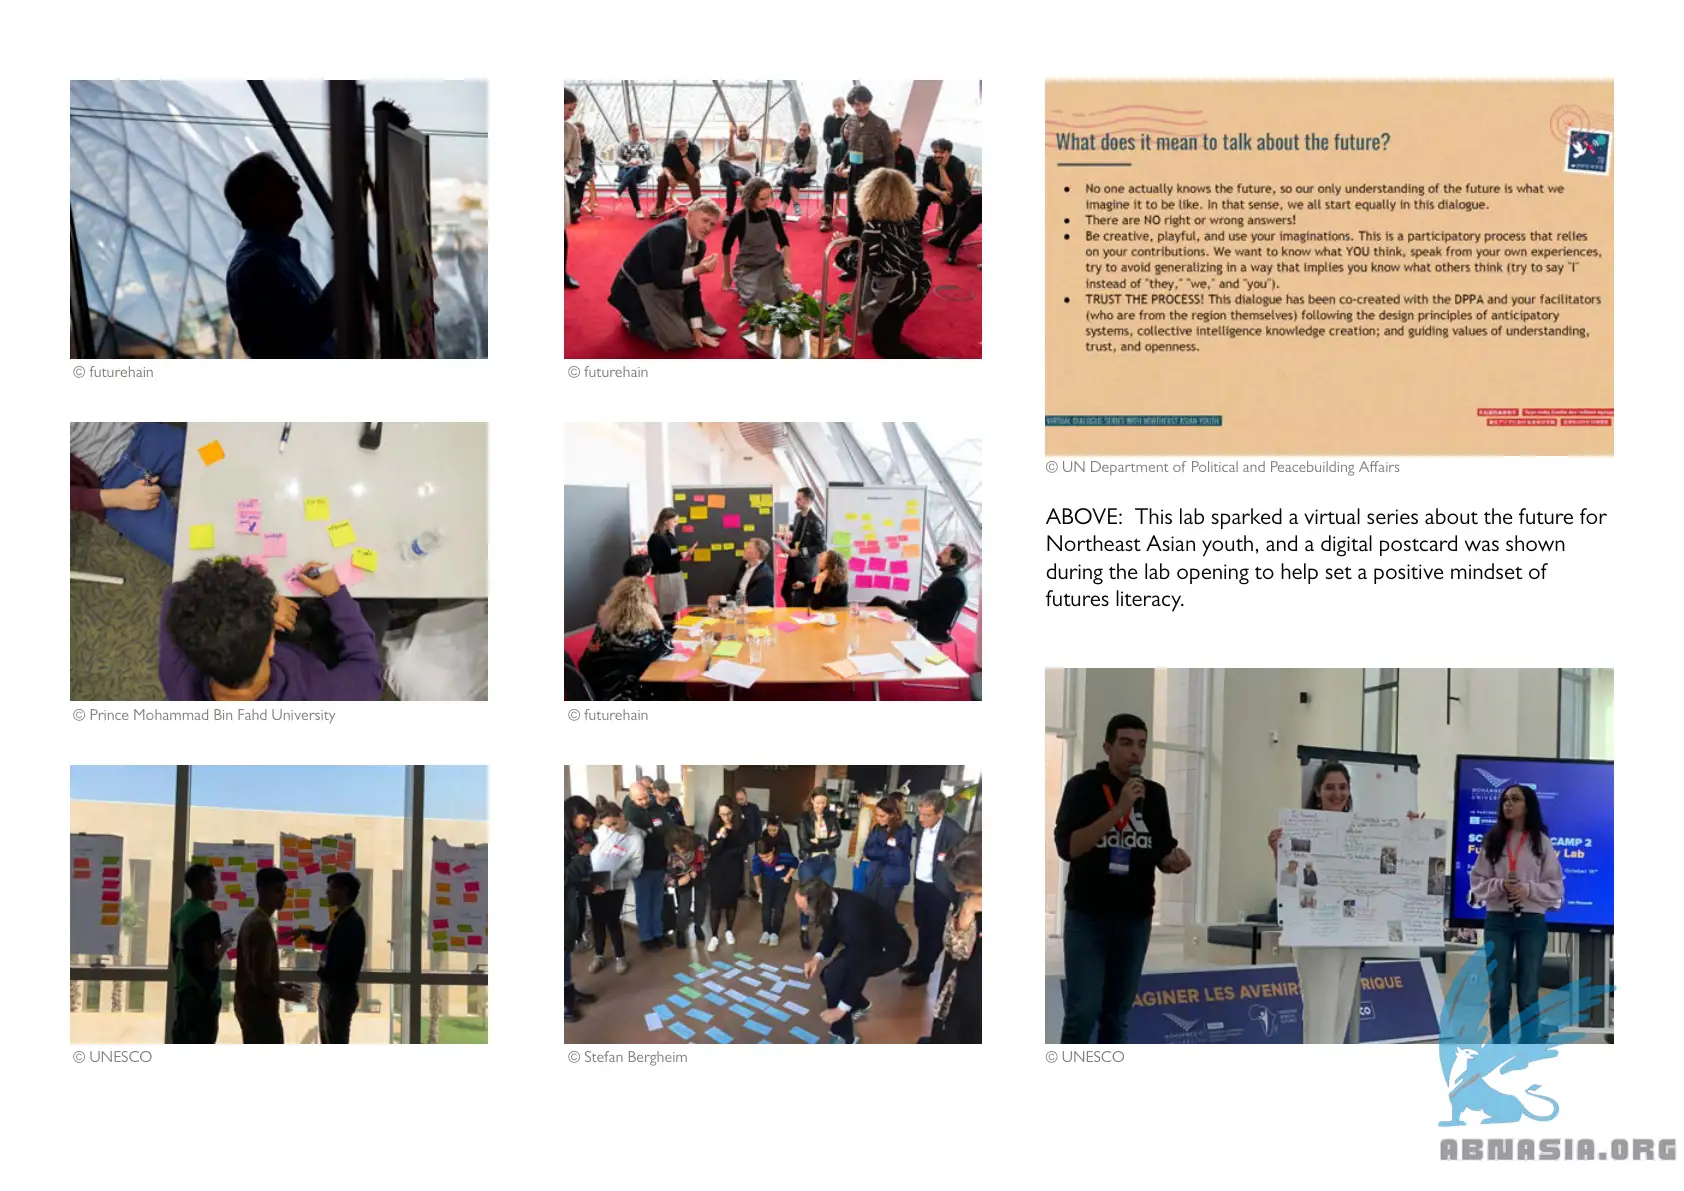 © futurehain
© futurehain
What does it mean to talk about the future?
● No one actually knows the future, so our only understanding of the future is what we
imagine it to be like. In that sense, we all start equally in this dialogue.
● There are NO right or wrong answers!
● Be creative, playful, and use your imaginations. This is a participatory process that relies
on your contributions. We want to know what YOU think, speak from your own experiences,
try to avoid generalizing in a way that implies you know what others think (try to say "I"
instead of "they," "we," and "you").
● TRUST THE PROCESS! This dialogue has been co-created with the DPPA and your facilitators
(who are from the region themselves) following the design principles of anticipatory
systems, collective intelligence knowledge creation; and guiding values of understanding,
trust, and openness.
VIRTUAL DIALOGUE SERIES WITH NORTHEAST ASIAN YOUTH
© UN Department of Political and Peacebuilding Affairs
ABOVE: This lab sparked a virtual series about the future for
Northeast Asian youth, and a digital postcard was shown
during the lab opening to help set a positive mindset of
futures literacy.
© Prince Mohammad Bin Fahd University
© futurehain
© UNESCO
© Stefan Bergheim
adidas
CAMP 2
Lab
AGINER LES AVENIRS
RIQUE
© UNESCO
ABNASIA.ORG